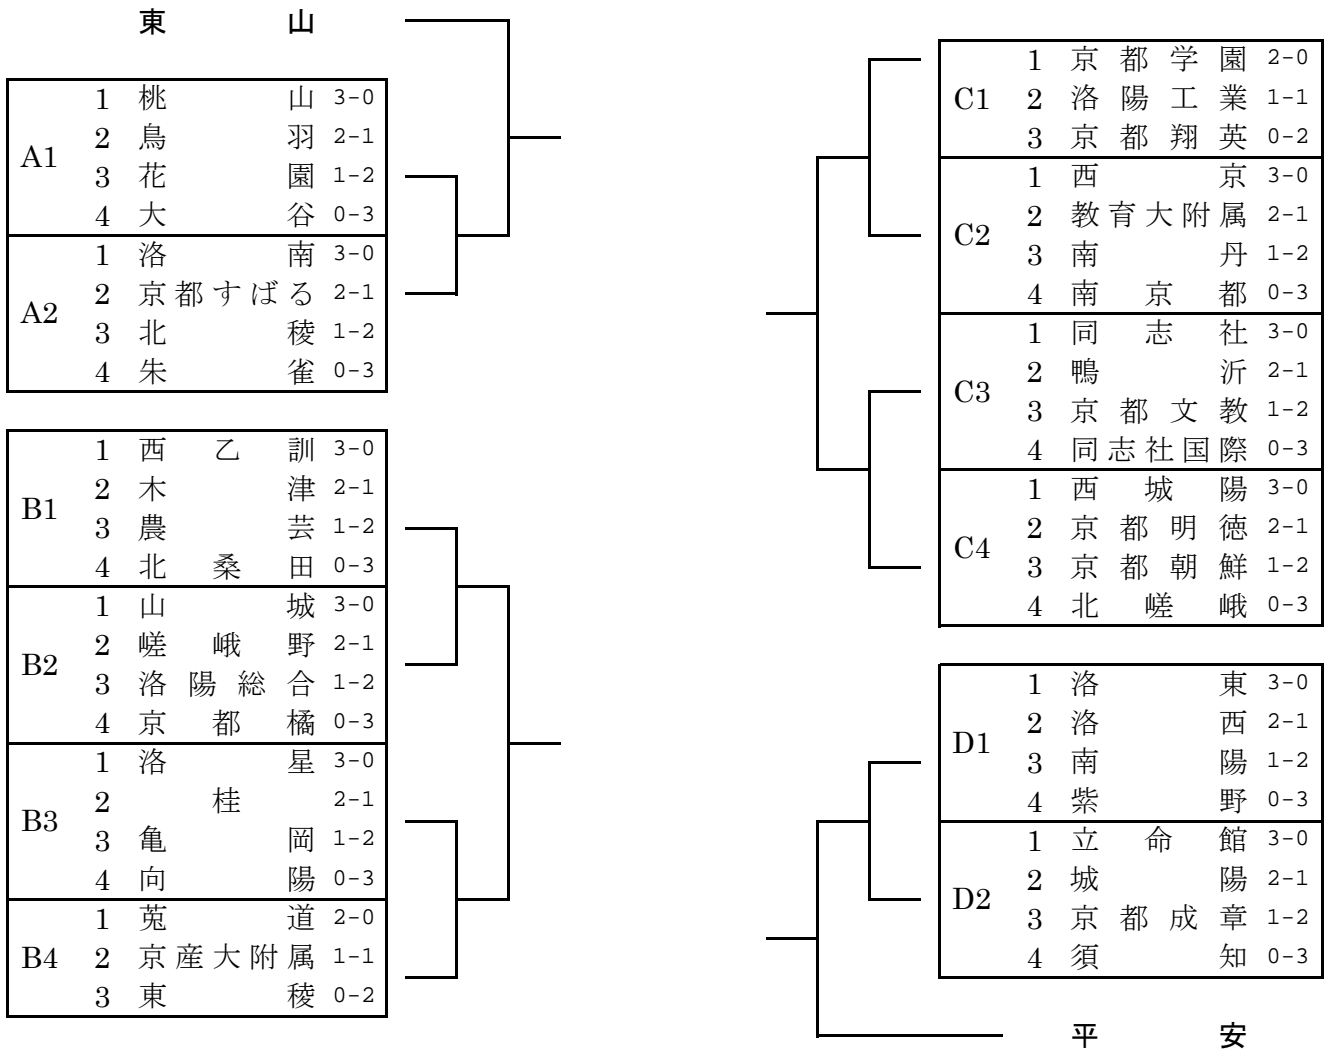 東山
A1
1 桃山 3-0
2 鳥羽 2-1
3 花園 1-2
4 大谷 0-3
A2
1 洛南 3-0
2 京都すばる 2-1
3 北稜 1-2
4 朱雀 0-3
B1
1 西乙訓 3-0
2 木津 2-1
3 農芸 1-2
4 北桑田 0-3
B2
1 山城 3-0
2 嵯峨野 2-1
3 洛陽総合 1-2
4 京都橘 0-3
B3
1 洛星 3-0
2 桂 2-1
3 亀岡 1-2
4 向陽 0-3
B4
1 莵道 2-0
2 京産大附属 1-1
3 東稜 0-2
C1
1 京都学園 2-0
2 洛陽工業 1-1
3 京都翔英 0-2
C2
1 西京 3-0
2 教育大附属 2-1
3 南丹 1-2
4 南京都 0-3
C3
1 同志社 3-0
2 鴨沂 2-1
3 京都文教 1-2
4 同志社国際 0-3
C4
1 西城陽 3-0
2 京都明徳 2-1
3 京都朝鮮 1-2
4 北嵯峨 0-3
D1
1 洛東 3-0
2 洛西 2-1
3 南陽 1-2
4 紫野 0-3
D2
1 立命館 3-0
2 城陽 2-1
3 京都成章 1-2
4 須知 0-3
平安